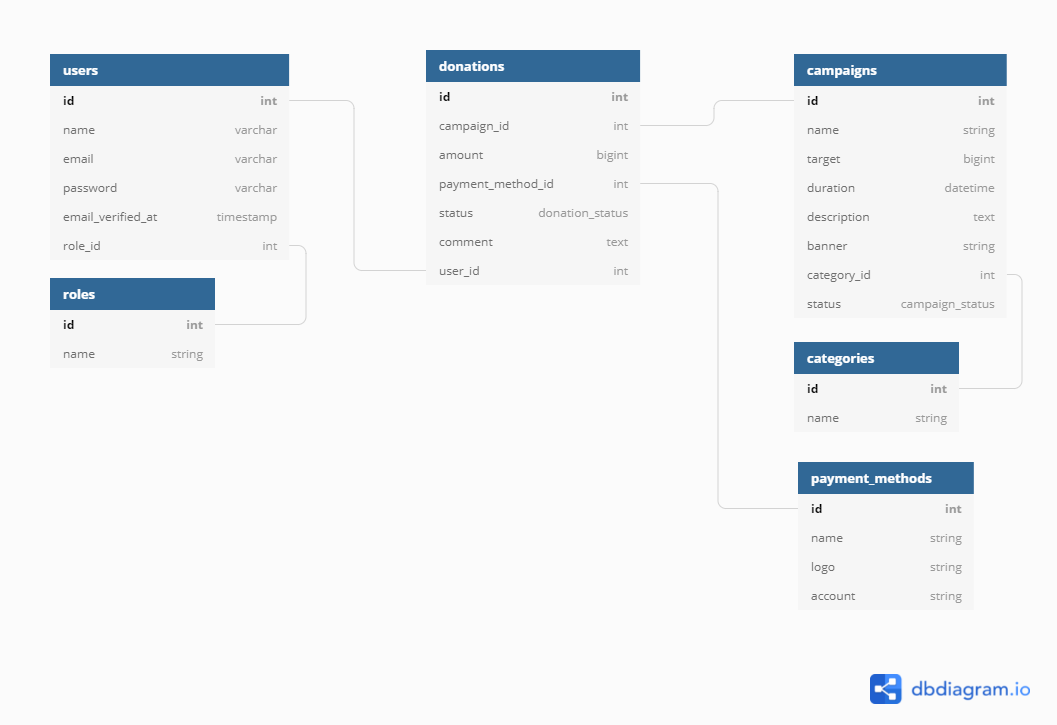 users
id int
name varchar
email varchar
password varchar
email_verified_at timestamp
role_id int
roles
id int
name string
donations
id int
campaign_id int
amount bigint
payment_method_id int
status donation_status
comment text
user_id int
campaigns
id int
name string
target bigint
duration datetime
description text
banner string
category_id int
status campaign_status
categories
id int
name string
payment_methods
id int
name string
logo string
account string
dbdiagram.io